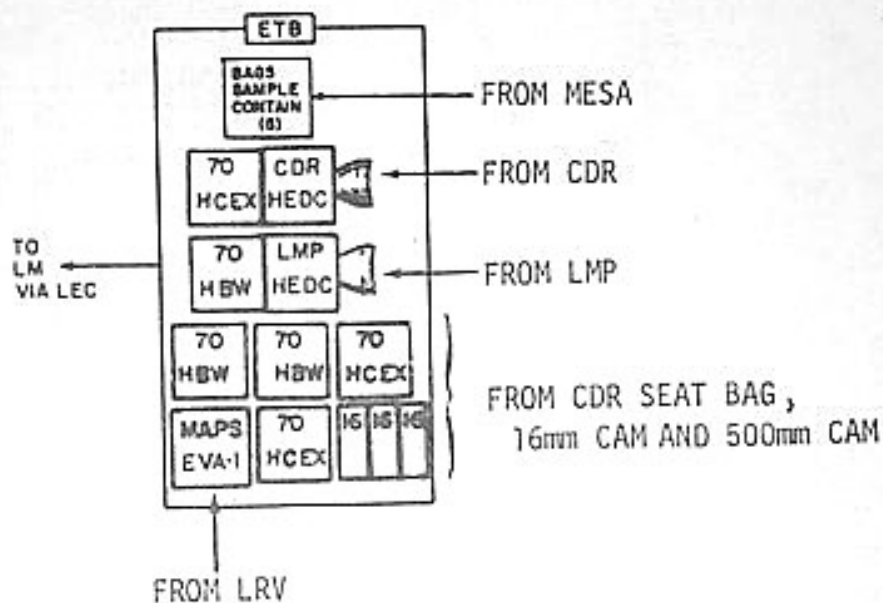 ETB
BAGS
SAMPLE
CONTAIN
(6)
FROM MESA
70
HCEX
CDR
HEDC
FROM CDR
TO
LM
VIA LEC
70
HBW
LMP
HEDC
FROM LMP
70
HBW
70
HBW
70
HCEX
FROM CDR SEAT BAG,
16mm CAM AND 500mm CAM
MAPS
EVA-1
70
HCEX
16
16
16
FROM LRV